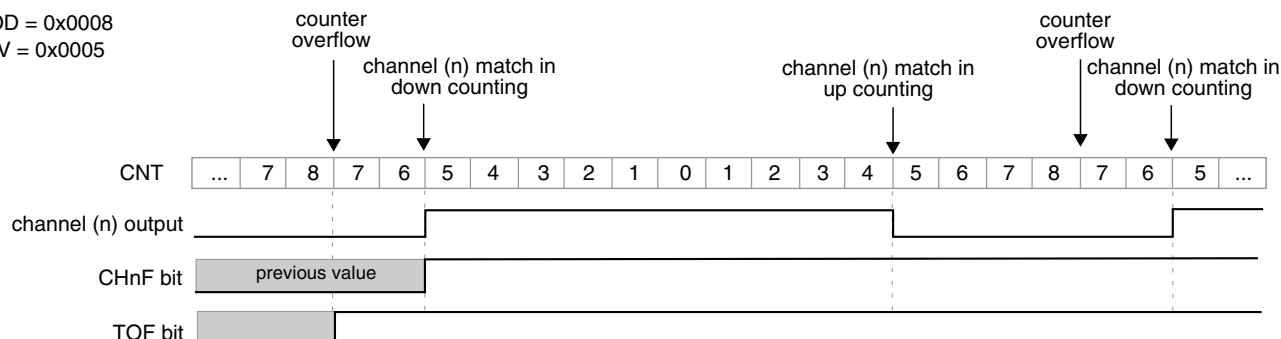 OD = 0x0008
V = 0x0005
counter
overflow
channel (n) match in
down counting
channel (n) match in
up counting
counter
overflow
channel (n) match in
down counting
CNT ... 7 8 7 6 5 4 3 2 1 0 1 2 3 4 5 6 7 8 7 6 5 ...
channel (n) output
CHnF bit previous value
TOF bit